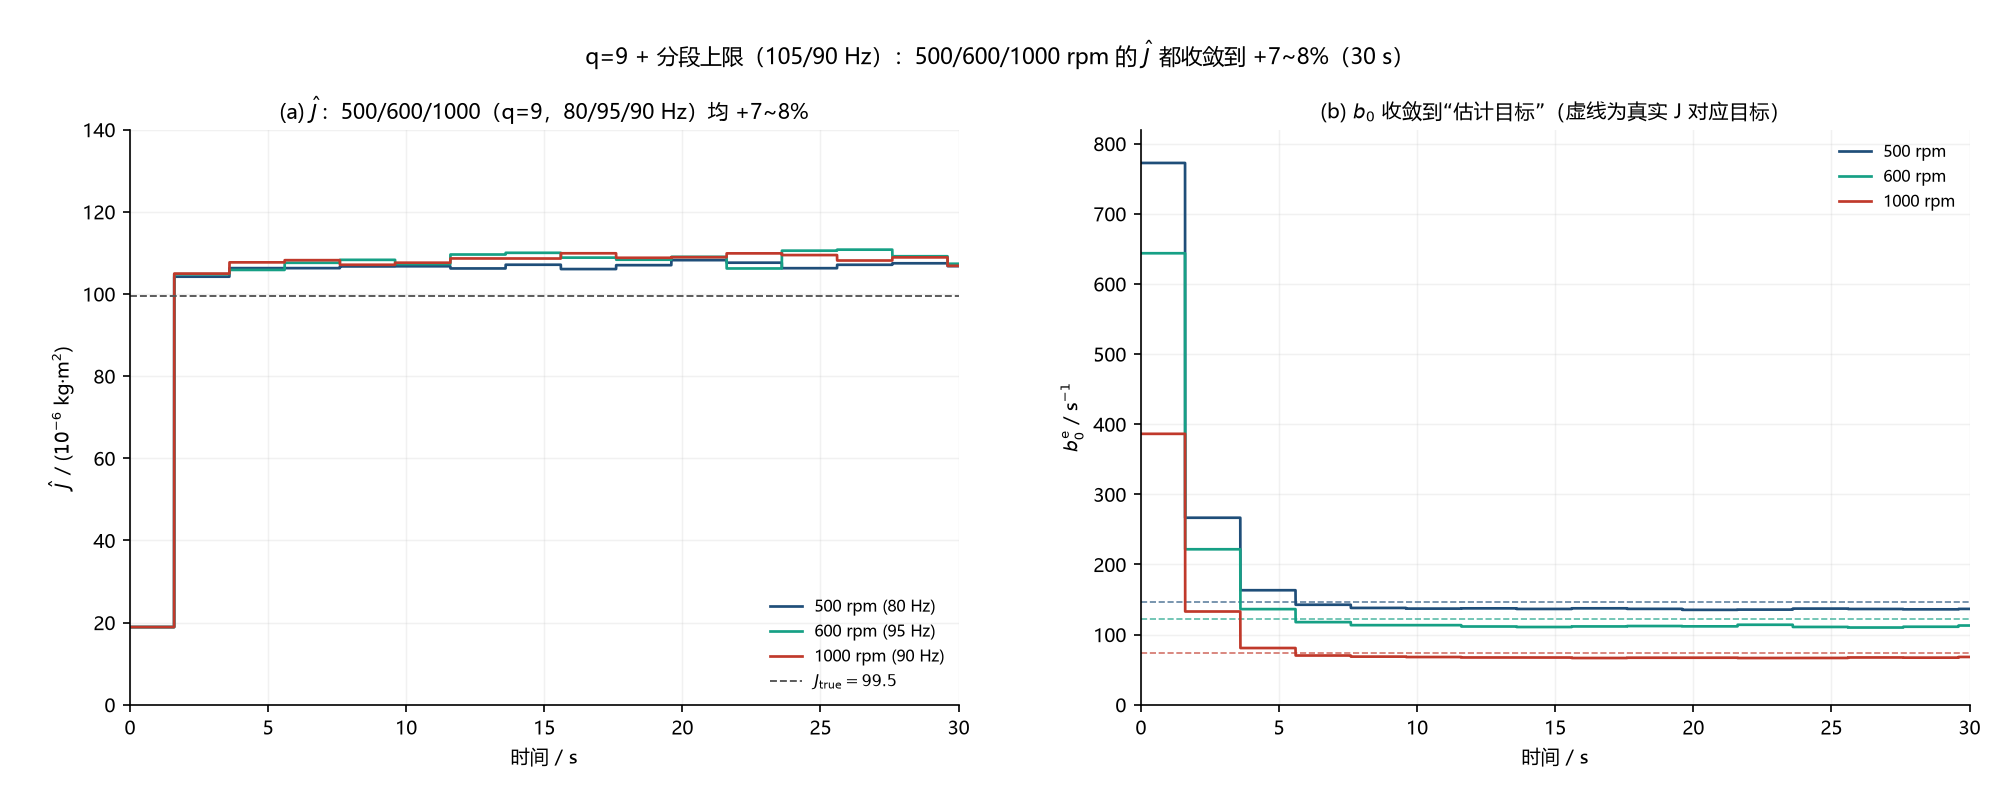 q=9 + 分段上限（105/90 Hz）：500/600/1000 rpm 的 Ĵ 都收敛到 +7~8%（30 s）
(a) Ĵ：500/600/1000（q=9，80/95/90 Hz）均 +7~8%
140
120
100
80
60
40
20
0
0 5 10 15 20 25 30
Ĵ / (10⁻⁶ kg·m²)
时间 / s
500 rpm (80 Hz)
600 rpm (95 Hz)
1000 rpm (90 Hz)
J_true = 99.5
(b) b₀ 收敛到“估计目标”（虚线为真实 J 对应目标）
800
700
600
500
400
300
200
100
0
0 5 10 15 20 25 30
b₀ᵉ / s⁻¹
时间 / s
500 rpm
600 rpm
1000 rpm